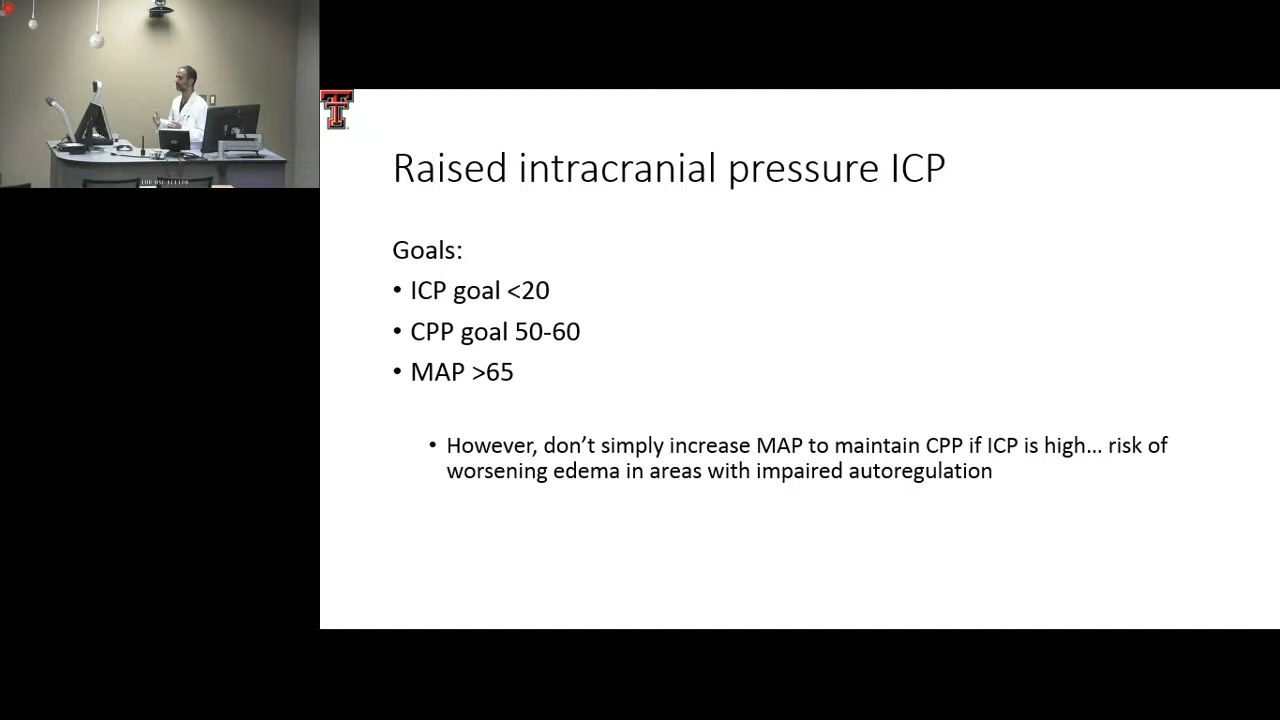 Raised intracranial pressure ICP
Goals:
• ICP goal <20
• CPP goal 50-60
• MAP >65
• However, don’t simply increase MAP to maintain CPP if ICP is high... risk of
worsening edema in areas with impaired autoregulation